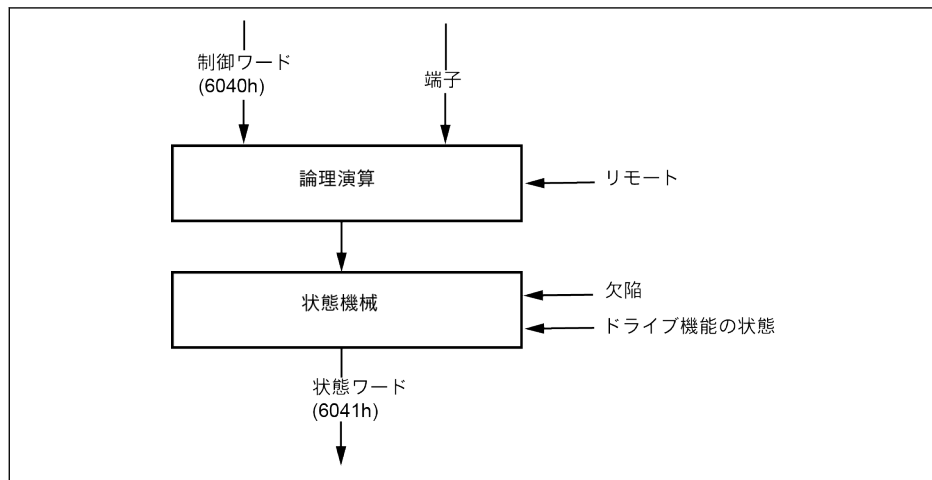 制御ワード
(6040h)
端子
論理演算
リモート
状態機械
欠陥
ドライブ機能の状態
状態ワード
(6041h)